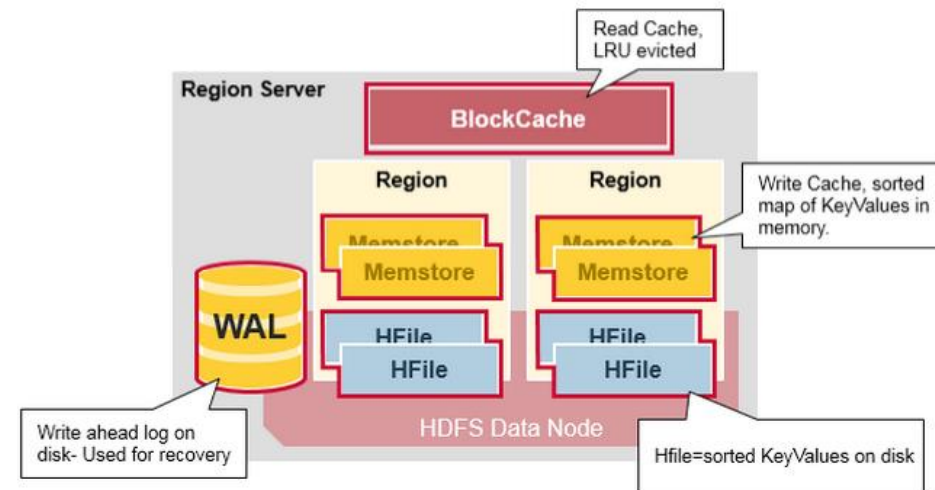 Read Cache,
LRU evicted
Region Server
BlockCache
Region
Region
Write Cache, sorted
map of KeyValues in
memory.
Memstore
Memstore
Memstore
Memstore
WAL
HFile
HFile
HFile
HFile
HDFS Data Node
Write ahead log on
disk- Used for recovery
Hfile=sorted KeyValues on disk